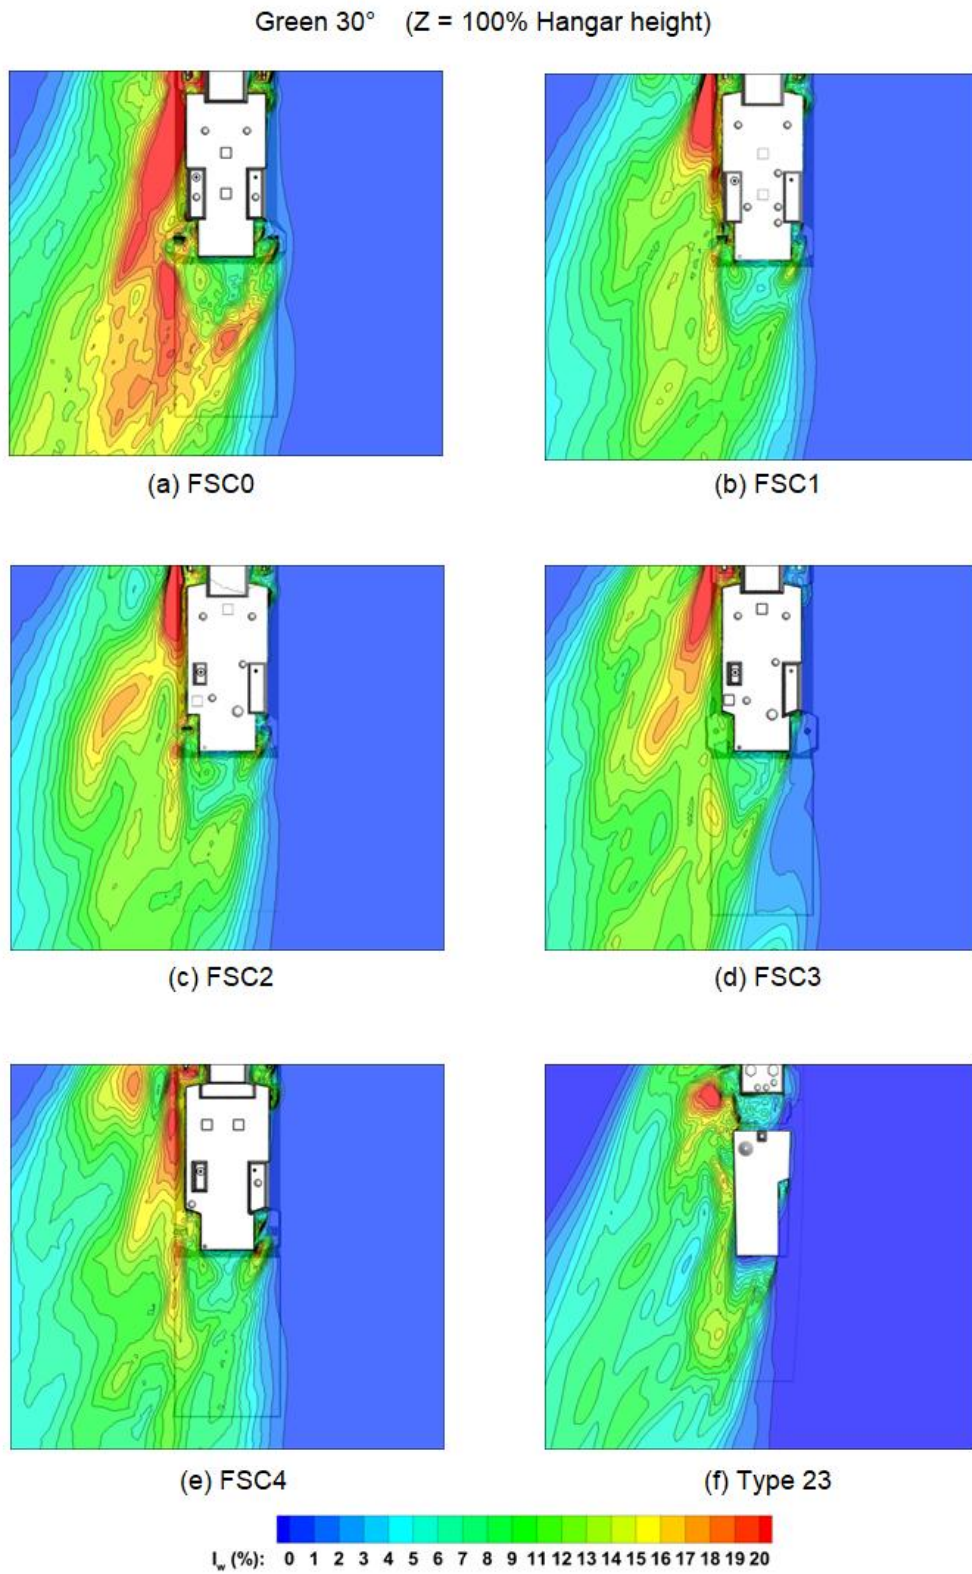 Green 30° (Z = 100% Hangar height)
(a) FSC0
(b) FSC1
(c) FSC2
(d) FSC3
(e) FSC4
(f) Type 23
I_w (%): 0 1 2 3 4 5 6 7 8 9 11 12 13 14 15 16 17 18 19 20